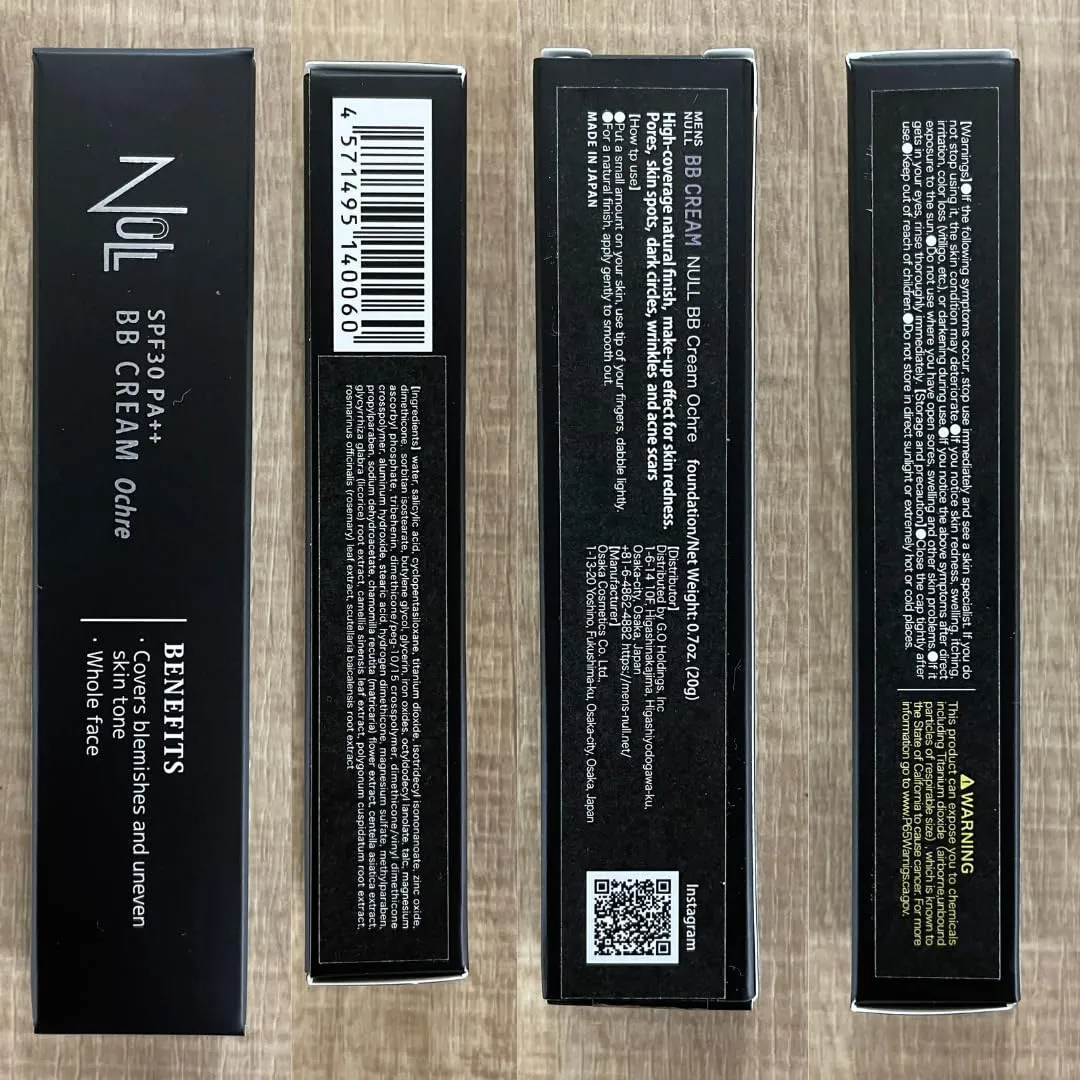 NULL
SPF30 PA++
BB CREAM Ochre
BENEFITS
· Covers blemishes and uneven
skin tone
· Whole face
4 571495 140060
[Ingredients] water, salicylic acid, cyclopentasiloxane, titanium dioxide, isotridecyl isononanoate, zinc oxide,
dimethicone, sorbitan isostearate, butylene glycol, glycerin, iron oxides, octyldodecyl lanolate, talc, magnesium
ascorbyl phosphate, tribehenin, dimethicone/peg-10/15 crosspolymer, dimethicone/vinyl dimethicone
crosspolymer, aluminum hydroxide, stearic acid, hydrogen dimethicone, magnesium sulfate, methylparaben,
propylparaben, sodium dehydroacetate, chamomilla recutita (matricaria) flower extract, centella asiatica extract,
glycyrrhiza glabra (licorice) root extract, camellia sinensis leaf extract, polygonum cuspidatum root extract,
rosmarinus officinalis (rosemary) leaf extract, scutellaria baicalensis root extract
MENS
NULL BB CREAM NULL BB Cream Ochre foundation/Net Weight: 0.7oz. (20g)
High-coverage natural finish, make-up effect for skin redness.
Pores, skin spots, dark circles, wrinkles and acne scars
[How tp use]
●Put a small amount on your skin, use tip of your fingers, dabble lightly.
●For a natural finish, apply gently to smooth out.
MADE IN JAPAN
[Distributor]
Distributed by G.O Holdings, Inc
1-6-14 10F, Higashinakajima, Higashiyodogawa-ku,
Osaka-city, Osaka, Japan
+81-6-4862-4882 https://mens-null.net/
[Manufacturer]
Osaka Cosmetics Co. Ltd.,
1-13-20 Yoshino, Fukushima-ku, Osaka-city, Osaka, Japan
Instagram
[Warnings]●If the following symptoms occur, stop use immediately and see a skin specialist. If you do
not stop using it, the skin condition may deteriorate.●If you notice skin redness, swelling, itching,
irritation, color loss (vitiligo, etc.), or darkening during use.●If you notice the above symptoms after direct
exposure to the sun.●Do not use where you have open sores, swelling and other skin problems.●If it
gets in your eyes, rinse thoroughly immediately. [Storage and precaution]●Close the cap tightly after
use.●Keep out of reach of children.●Do not store in direct sunlight or extremely hot or cold places.
⚠WARNING
This product can expose you to chemicals
including Titanium dioxide (airborne,unbound
particles of respirable size) , which is known to
the State of California to cause cancer. For more
information go to www.P65Warnigs.ca.gov.